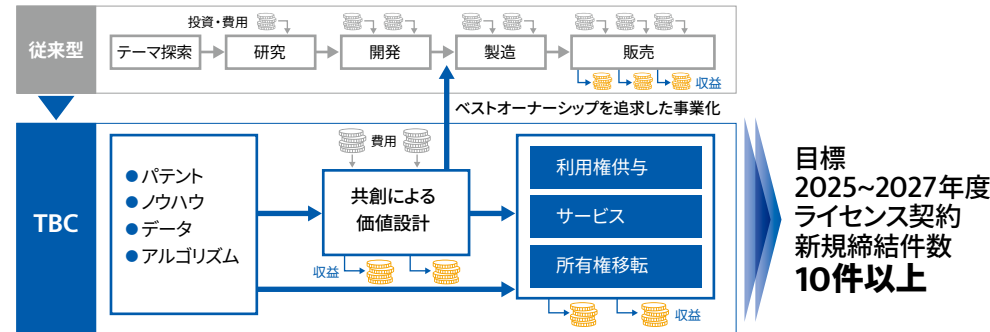 投資・費用
従来型
テーマ探索
研究
開発
製造
販売
収益
ベストオーナーシップを追求した事業化
TBC
● パテント
● ノウハウ
● データ
● アルゴリズム
費用
共創による
価値設計
収益
利用権供与
サービス
所有権移転
収益
目標
2025~2027年度
ライセンス契約
新規締結件数
10件以上